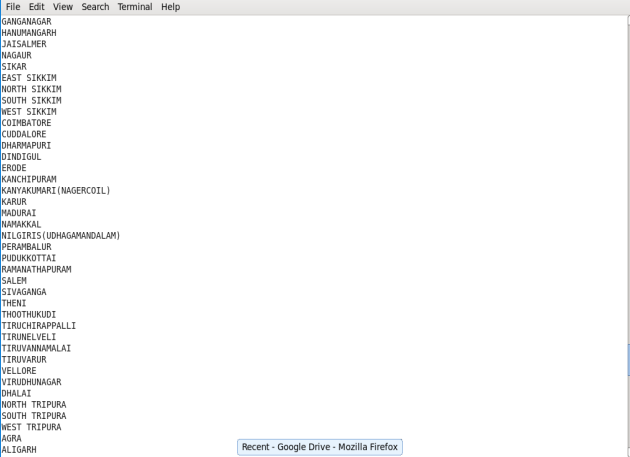 File Edit View Search Terminal Help
GANGANAGAR
HANUMANGARH
JAISALMER
NAGAUR
SIKAR
EAST SIKKIM
NORTH SIKKIM
SOUTH SIKKIM
WEST SIKKIM
COIMBATORE
CUDDALORE
DHARMAPURI
DINDIGUL
ERODE
KANCHIPURAM
KANYAKUMARI(NAGERCOIL)
KARUR
MADURAI
NAMAKKAL
NILGIRIS(UDHAGAMANDALAM)
PERAMBALUR
PUDUKKOTTAI
RAMANATHAPURAM
SALEM
SIVAGANGA
THENI
THOOTHUKUDI
TIRUCHIRAPPALLI
TIRUNELVELI
TIRUVANNAMALAI
TIRUVARUR
VELLORE
VIRUDHUNAGAR
DHALAI
NORTH TRIPURA
SOUTH TRIPURA
WEST TRIPURA
AGRA
ALIGARH
Recent - Google Drive - Mozilla Firefox